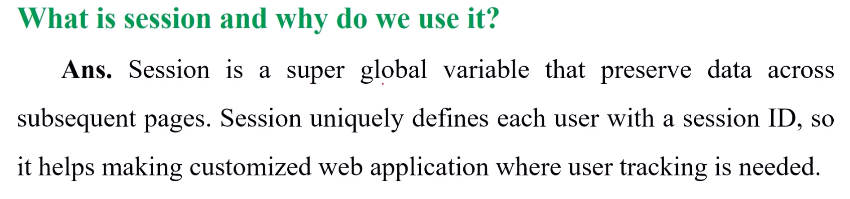 What is session and why do we use it?
Ans. Session is a super global variable that preserve data across
subsequent pages. Session uniquely defines each user with a session ID, so
it helps making customized web application where user tracking is needed.